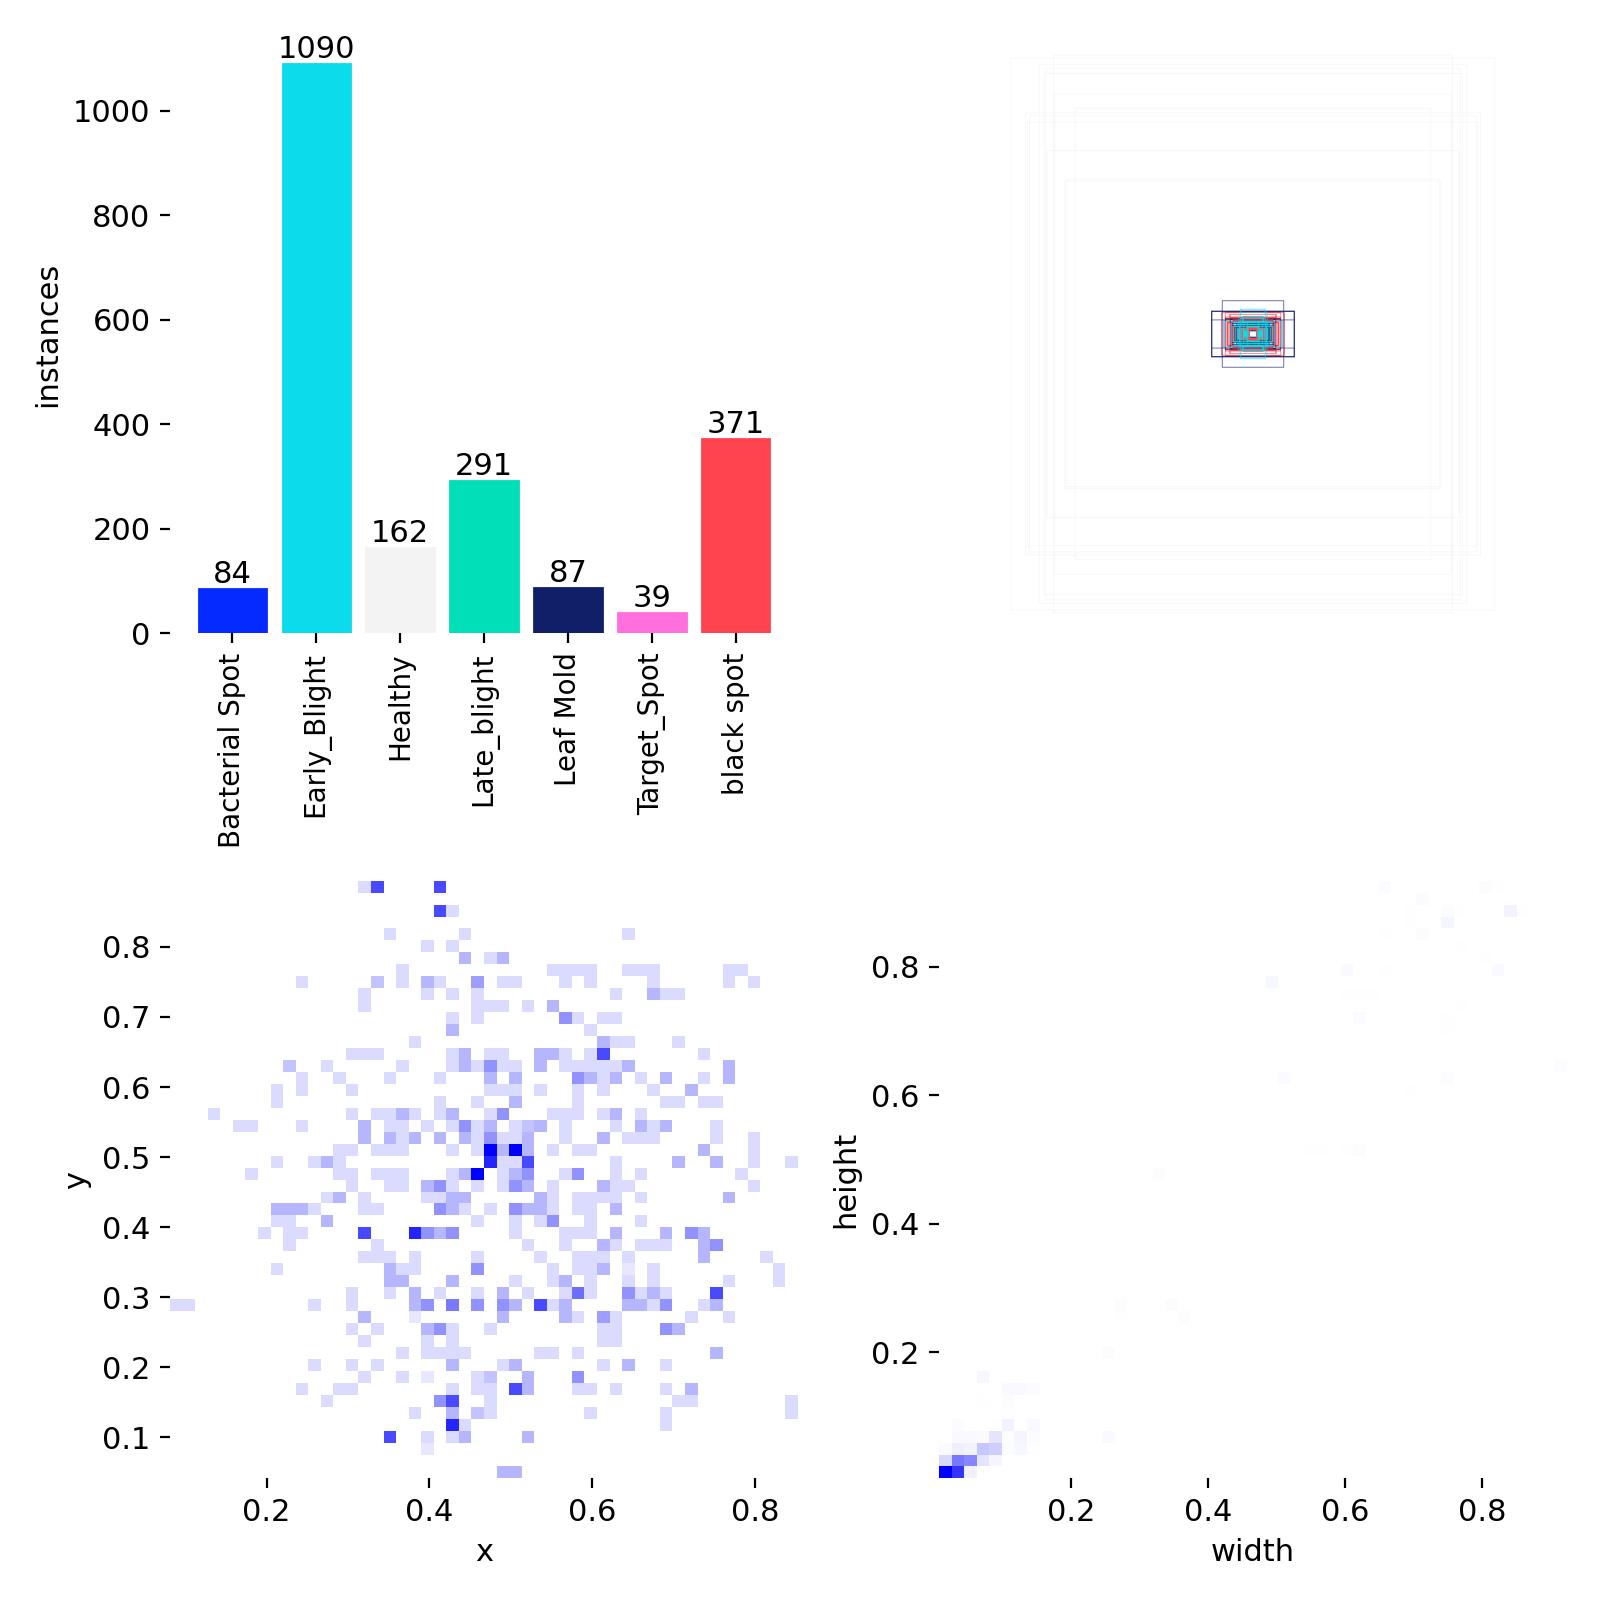 1090
1000
800
600
400
200
0
instances
84
162
291
87
39
371
Bacterial Spot
Early_Blight
Healthy
Late_blight
Leaf Mold
Target_Spot
black spot
0.8
0.7
0.6
0.5
0.4
0.3
0.2
0.1
y
0.2 0.4 0.6 0.8
x
0.8
0.6
0.4
0.2
height
0.2 0.4 0.6 0.8
width